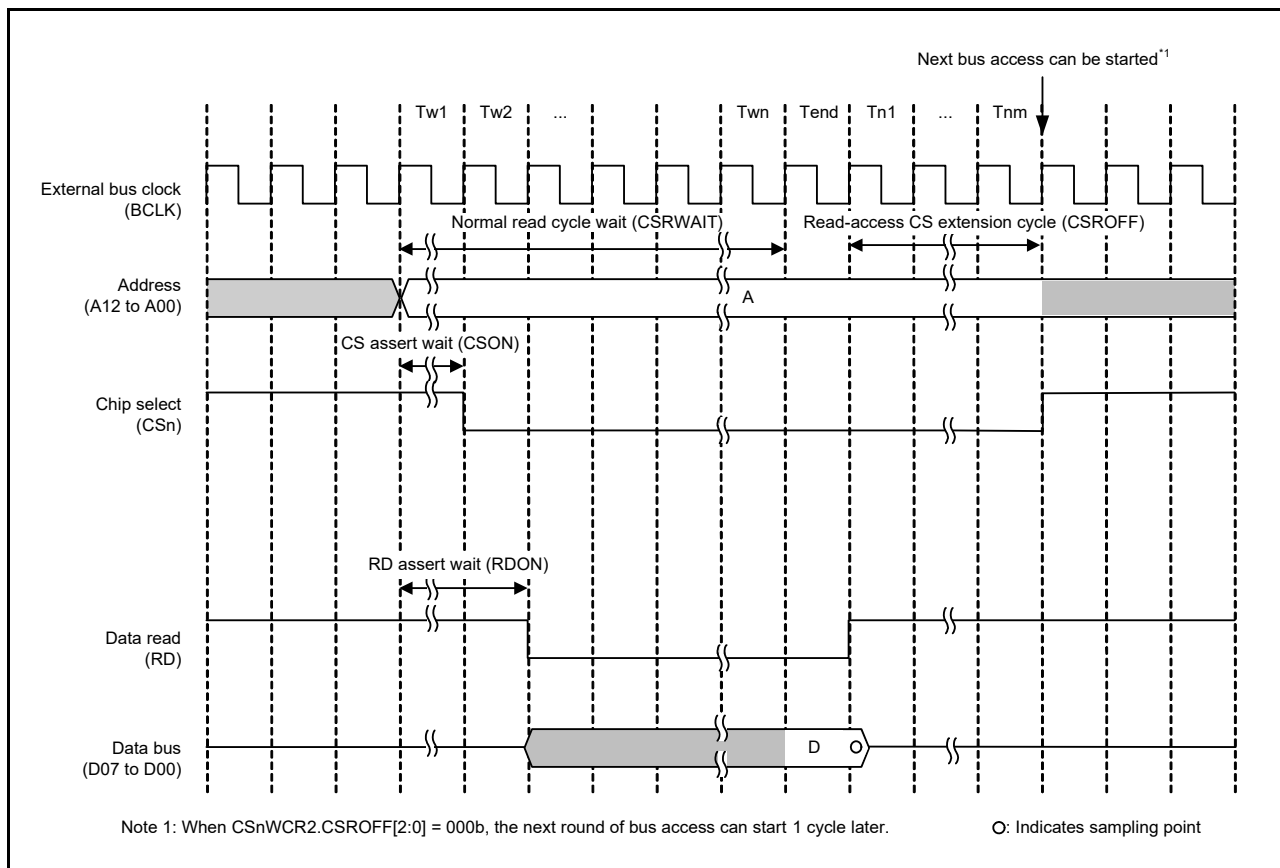 Next bus access can be started*1
Tw1 Tw2 ... Twn Tend Tn1 ... Tnm
External bus clock
(BCLK)
Normal read cycle wait (CSRWAIT) Read-access CS extension cycle (CSROFF)
Address
(A12 to A00)
A
CS assert wait (CSON)
Chip select
(CSn)
RD assert wait (RDON)
Data read
(RD)
Data bus
(D07 to D00)
D
Note 1: When CSnWCR2.CSROFF[2:0] = 000b, the next round of bus access can start 1 cycle later. O: Indicates sampling point